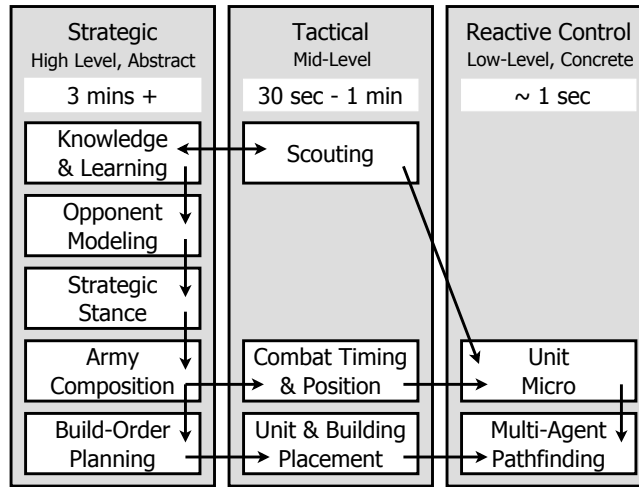 Strategic
High Level, Abstract
3 mins +
Knowledge
& Learning
Opponent
Modeling
Strategic
Stance
Army
Composition
Build-Order
Planning
Tactical
Mid-Level
30 sec - 1 min
Scouting
Combat Timing
& Position
Unit & Building
Placement
Reactive Control
Low-Level, Concrete
~ 1 sec
Unit
Micro
Multi-Agent
Pathfinding